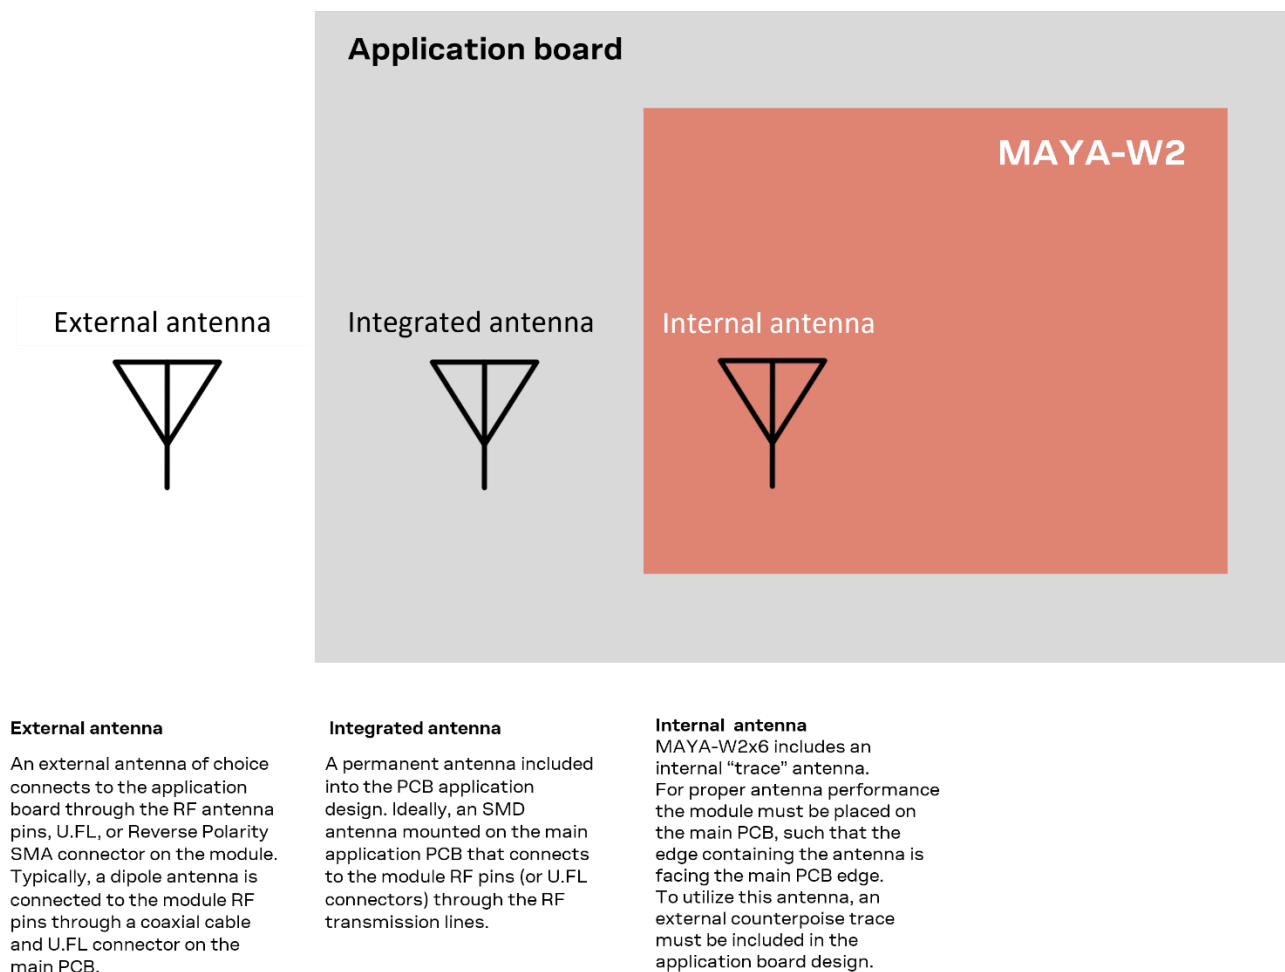 Application board
MAYA-W2
External antenna
Integrated antenna
Internal antenna
External antenna
An external antenna of choice
connects to the application
board through the RF antenna
pins, U.FL, or Reverse Polarity
SMA connector on the module.
Typically, a dipole antenna is
connected to the module RF
pins through a coaxial cable
and U.FL connector on the
main PCB.
Integrated antenna
A permanent antenna included
into the PCB application
design. Ideally, an SMD
antenna mounted on the main
application PCB that connects
to the module RF pins (or U.FL
connectors) through the RF
transmission lines.
Internal antenna
MAYA-W2x6 includes an
internal “trace” antenna.
For proper antenna performance
the module must be placed on
the main PCB, such that the
edge containing the antenna is
facing the main PCB edge.
To utilize this antenna, an
external counterpoise trace
must be included in the
application board design.